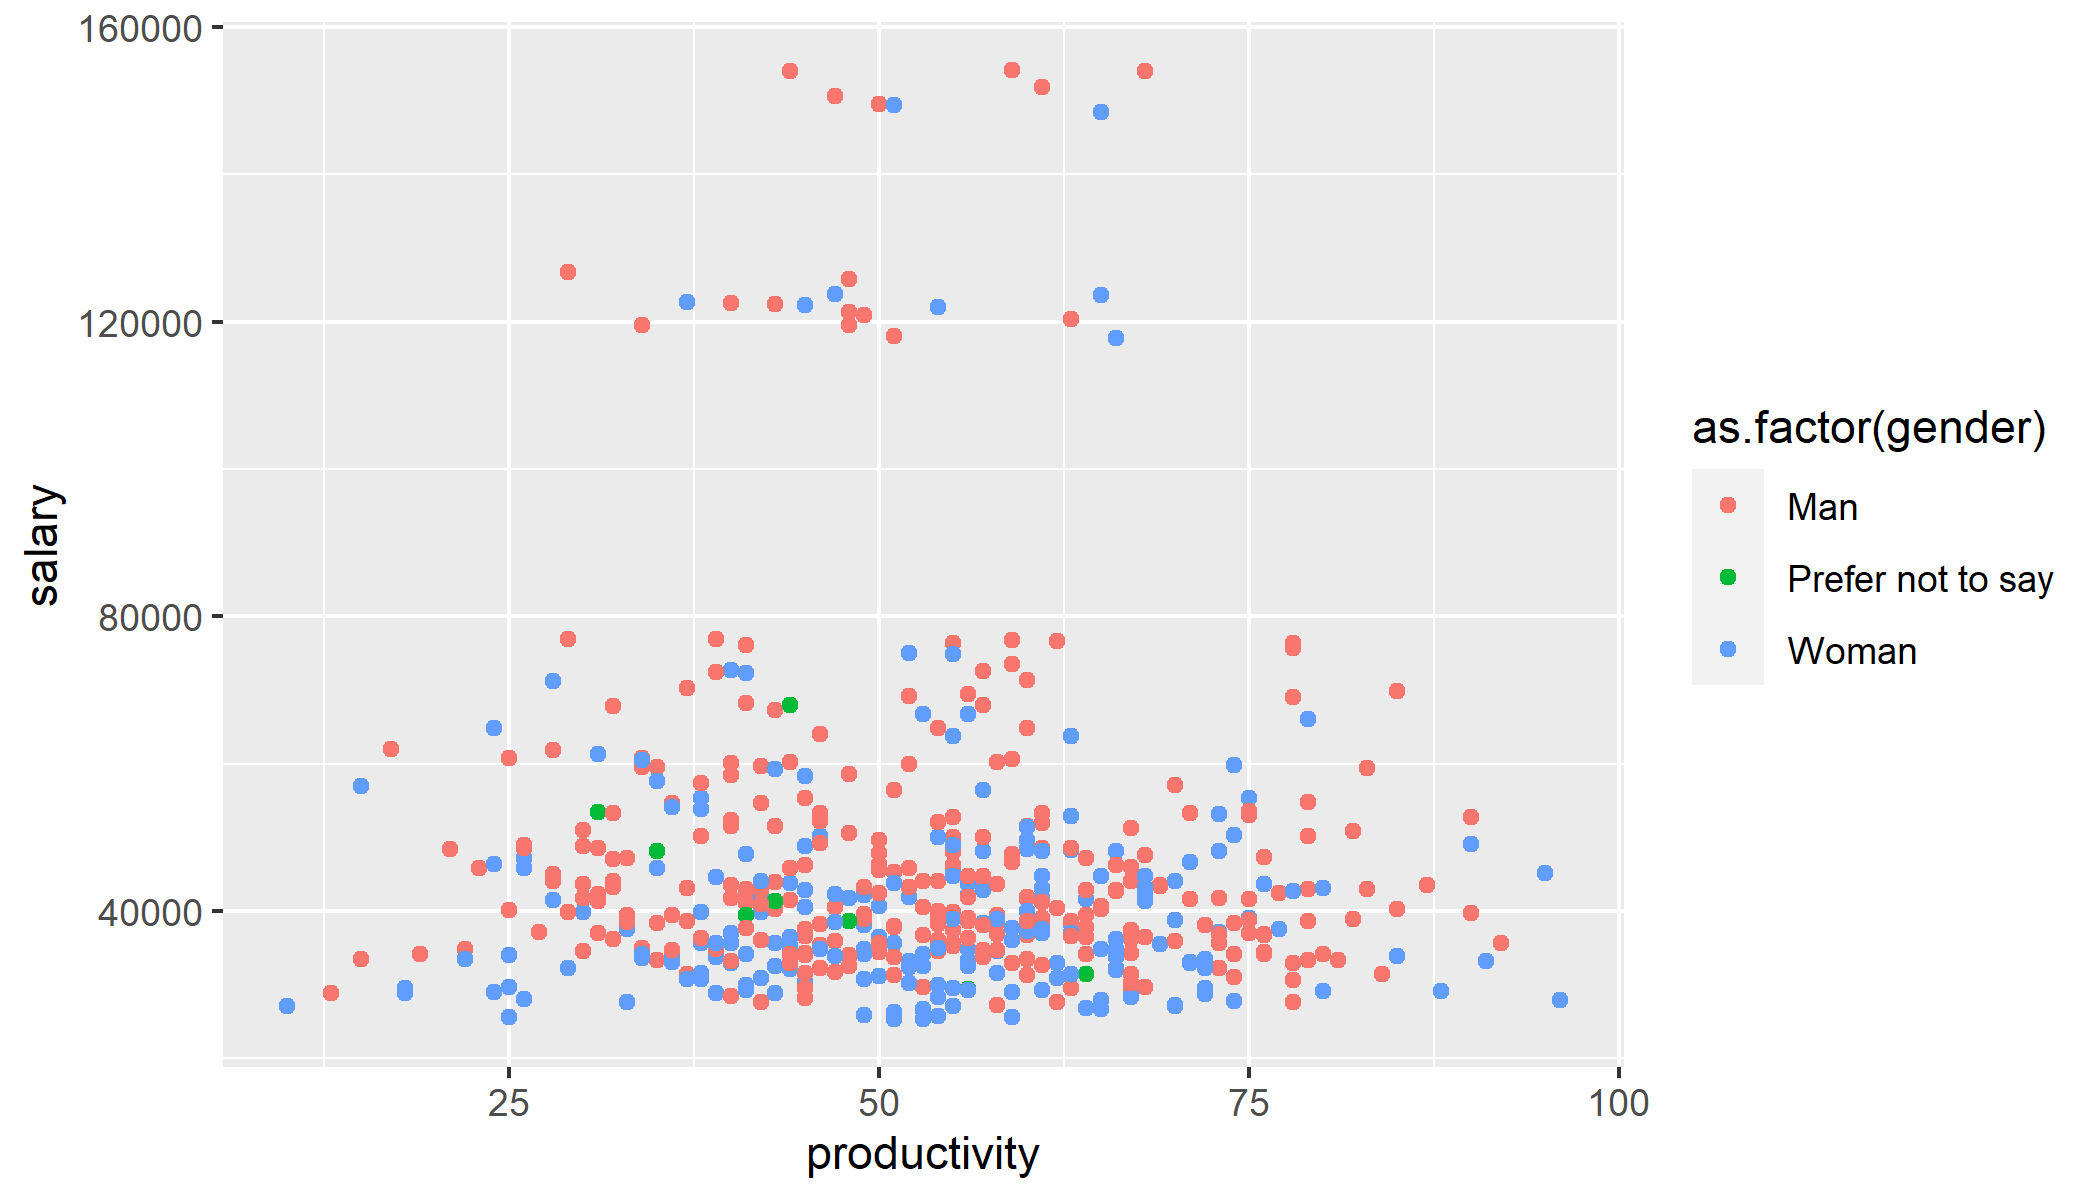 160000
120000
80000
40000
salary
25
50
75
100
productivity
as.factor(gender)
Man
Prefer not to say
Woman